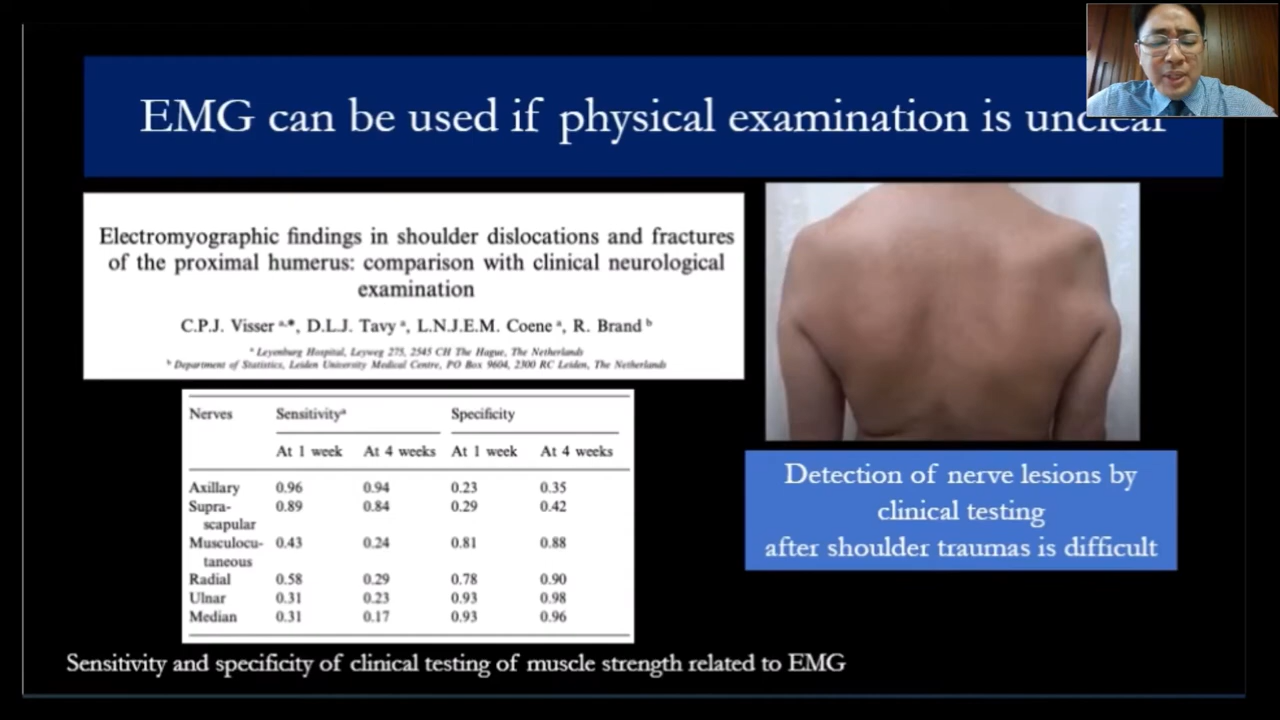 EMG can be used if physical examination is unclear
Electromyographic findings in shoulder dislocations and fractures
of the proximal humerus: comparison with clinical neurological
examination
C.P.J. Visser ᵃ,*, D.L.J. Tavy ᵃ, L.N.J.E.M. Coene ᵃ, R. Brand ᵇ
ᵃ Leyenburg Hospital, Leyweg 275, 2545 CH The Hague, The Netherlands
ᵇ Department of Statistics, Leiden University Medical Centre, PO Box 9604, 2300 RC Leiden, The Netherlands
Nerves Sensitivityᵃ Specificity
At 1 week At 4 weeks At 1 week At 4 weeks
Axillary 0.96 0.94 0.23 0.35
Supra- 0.89 0.84 0.29 0.42
scapular
Musculocu- 0.43 0.24 0.81 0.88
taneous
Radial 0.58 0.29 0.78 0.90
Ulnar 0.31 0.23 0.93 0.98
Median 0.31 0.17 0.93 0.96
Detection of nerve lesions by
clinical testing
after shoulder traumas is difficult
Sensitivity and specificity of clinical testing of muscle strength related to EMG